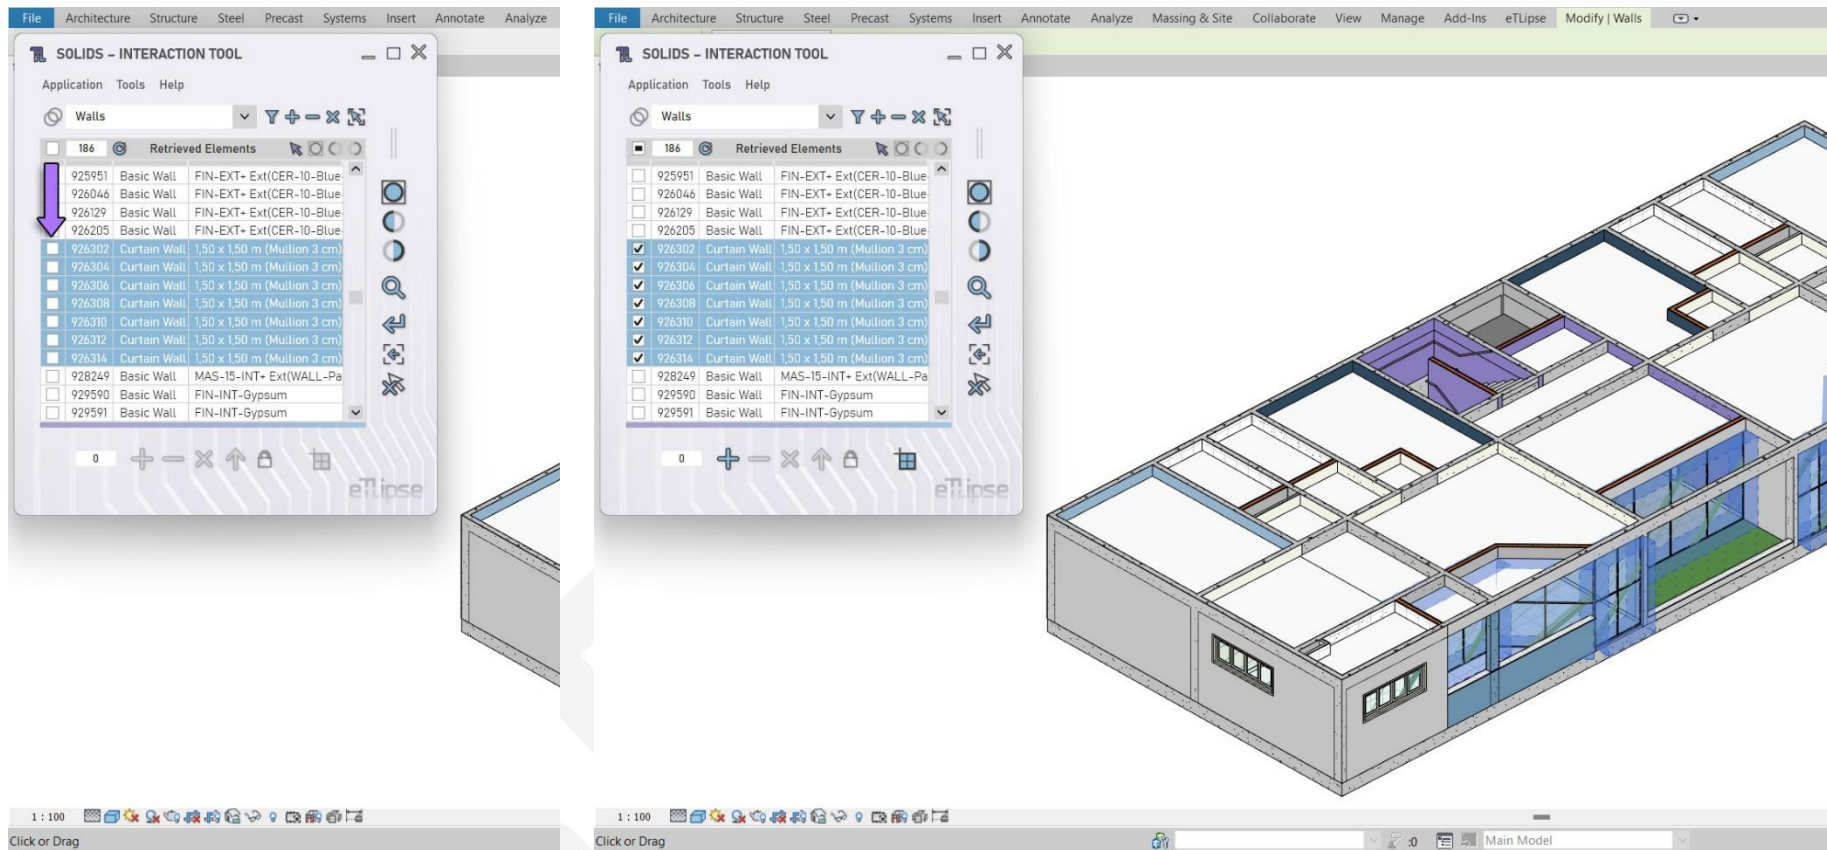 File Architecture Structure Steel Precast Systems Insert Annotate Analyze
SOLIDS – INTERACTION TOOL
Application Tools Help
Walls
186 Retrieved Elements
925951 Basic Wall FIN-EXT+ Ext(CER-10-Blue-
926046 Basic Wall FIN-EXT+ Ext(CER-10-Blue-
926129 Basic Wall FIN-EXT+ Ext(CER-10-Blue-
926205 Basic Wall FIN-EXT+ Ext(CER-10-Blue-
926302 Curtain Wall 1,50 x 1,50 m (Mullion 3 cm)
926304 Curtain Wall 1,50 x 1,50 m (Mullion 3 cm)
926306 Curtain Wall 1,50 x 1,50 m (Mullion 3 cm)
926308 Curtain Wall 1,50 x 1,50 m (Mullion 3 cm)
926310 Curtain Wall 1,50 x 1,50 m (Mullion 3 cm)
926312 Curtain Wall 1,50 x 1,50 m (Mullion 3 cm)
926314 Curtain Wall 1,50 x 1,50 m (Mullion 3 cm)
928249 Basic Wall MAS-15-INT+ Ext(WALL-Pa
929590 Basic Wall FIN-INT-Gypsum
929591 Basic Wall FIN-INT-Gypsum
0
eTLipse
1 : 100
Click or Drag
File Architecture Structure Steel Precast Systems Insert Annotate Analyze Massing & Site Collaborate View Manage Add-Ins eTLipse Modify | Walls
SOLIDS – INTERACTION TOOL
Application Tools Help
Walls
186 Retrieved Elements
925951 Basic Wall FIN-EXT+ Ext(CER-10-Blue-
926046 Basic Wall FIN-EXT+ Ext(CER-10-Blue-
926129 Basic Wall FIN-EXT+ Ext(CER-10-Blue-
926205 Basic Wall FIN-EXT+ Ext(CER-10-Blue-
926302 Curtain Wall 1,50 x 1,50 m (Mullion 3 cm)
926304 Curtain Wall 1,50 x 1,50 m (Mullion 3 cm)
926306 Curtain Wall 1,50 x 1,50 m (Mullion 3 cm)
926308 Curtain Wall 1,50 x 1,50 m (Mullion 3 cm)
926310 Curtain Wall 1,50 x 1,50 m (Mullion 3 cm)
926312 Curtain Wall 1,50 x 1,50 m (Mullion 3 cm)
926314 Curtain Wall 1,50 x 1,50 m (Mullion 3 cm)
928249 Basic Wall MAS-15-INT+ Ext(WALL-Pa
929590 Basic Wall FIN-INT-Gypsum
929591 Basic Wall FIN-INT-Gypsum
0
eTLipse
1 : 100
Click or Drag :0 Main Model